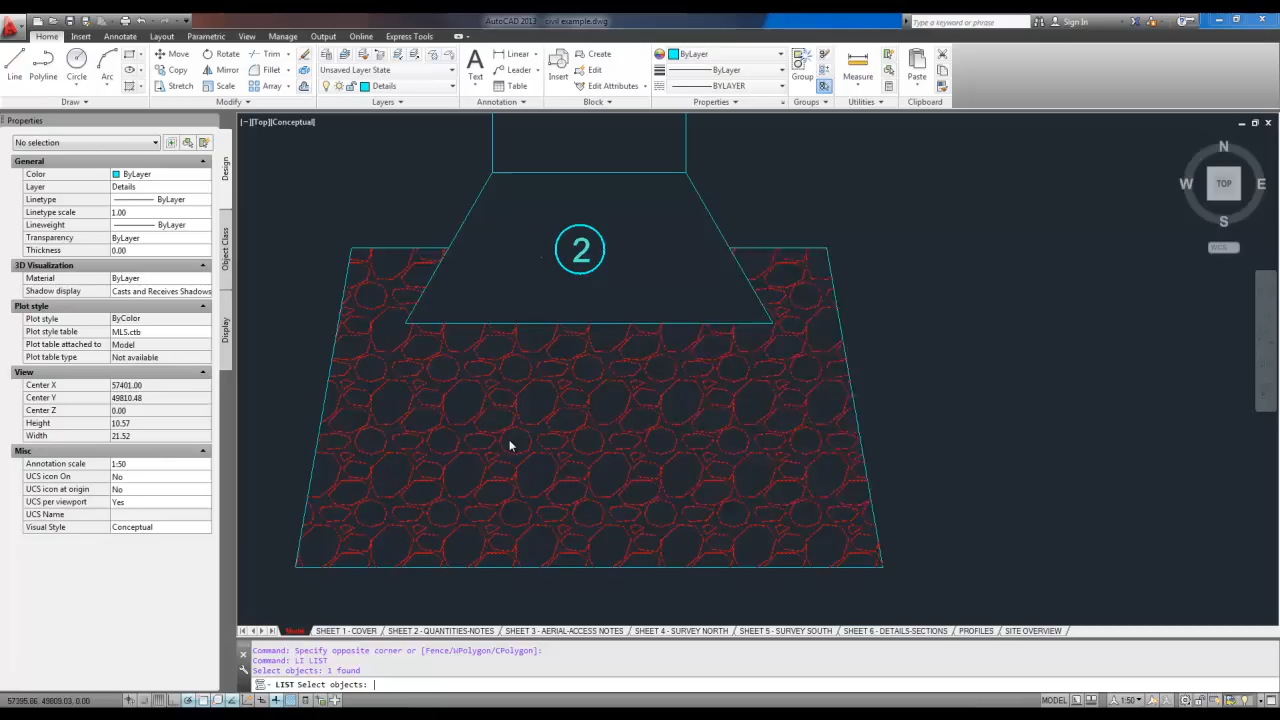 AutoCAD 2013 civil example.dwg
Type a keyword or phrase
Sign In
Home Insert Annotate Layout Parametric View Manage Output Online Express Tools
Line Polyline Circle Arc
Move Rotate Trim
Copy Mirror Fillet
Stretch Scale Array
Unsaved Layer State
Details
Text
Linear
Leader
Table
Insert
Create
Edit
Edit Attributes
ByLayer
ByLayer
BYLAYER
Group
Measure
Paste
Draw Modify Layers Annotation Block Properties Groups Utilities Clipboard
Properties
No selection
General
Color ByLayer
Layer Details
Linetype ByLayer
Linetype scale 1.00
Lineweight ByLayer
Transparency ByLayer
Thickness 0.00
3D Visualization
Material ByLayer
Shadow display Casts and Receives Shadows
Plot style
Plot style ByColor
Plot style table MLS.ctb
Plot table attached to Model
Plot table type Not available
View
Center X 57401.00
Center Y 49810.48
Center Z 0.00
Height 10.57
Width 21.52
Misc
Annotation scale 1:50
UCS icon On No
UCS icon at origin No
UCS per viewport Yes
UCS Name
Visual Style Conceptual
Design
Object Class
Display
[−][Top][Conceptual]
2
N
W TOP E
S
WCS
Model SHEET 1 - COVER SHEET 2 - QUANTITIES-NOTES SHEET 3 - AERIAL-ACCESS NOTES SHEET 4 - SURVEY NORTH SHEET 5 - SURVEY SOUTH SHEET 6 - DETAILS-SECTIONS PROFILES SITE OVERVIEW
Command: Specify opposite corner or [Fence/WPolygon/CPolygon]:
Command: LI LIST
Select objects: 1 found
LIST Select objects:
57395.86, 49809.03, 0.00
MODEL
1:50